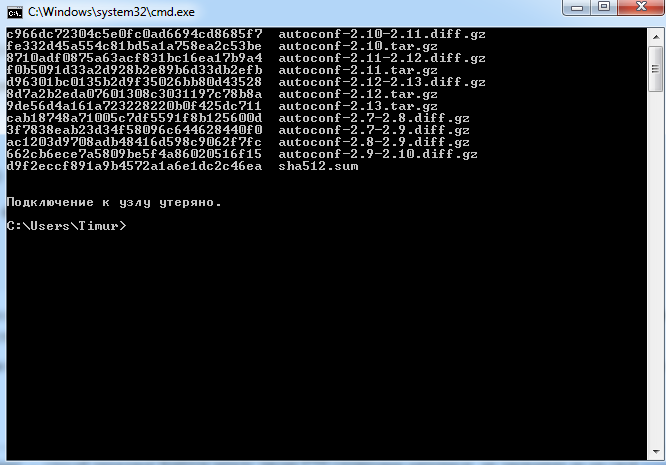 C:\Windows\system32\cmd.exe
c966dc72304c5e0fc0ad6694cd8685f7  autoconf-2.10-2.11.diff.gz
fe332d45a554c81bd5a1a758ea2c53be  autoconf-2.10.tar.gz
8710adf0875a63acf831bc16ea17b9a4  autoconf-2.11-2.12.diff.gz
f0b5091d33a2d928b2e89b6d33db2efb  autoconf-2.11.tar.gz
d96301bc0135b2d9f35026bb80d43528  autoconf-2.12-2.13.diff.gz
8d7a2b2eda07601308c3031197c78b8a  autoconf-2.12.tar.gz
9de56d4a161a723228220b0f425dc711  autoconf-2.13.tar.gz
cab18748a71005c7df5591f8b125600d  autoconf-2.7-2.8.diff.gz
3f7838eab23d34f58096c644628440f0  autoconf-2.7-2.9.diff.gz
ac1203d9708adb48416d598c9062f7fc  autoconf-2.8-2.9.diff.gz
662cb6ece7a5809be5f4a86020516f15  autoconf-2.9-2.10.diff.gz
d9f2eccf891a9b4572a1a6e1dc2c46ea  sha512.sum
Подключение к узлу утеряно.
C:\Users\Timur>